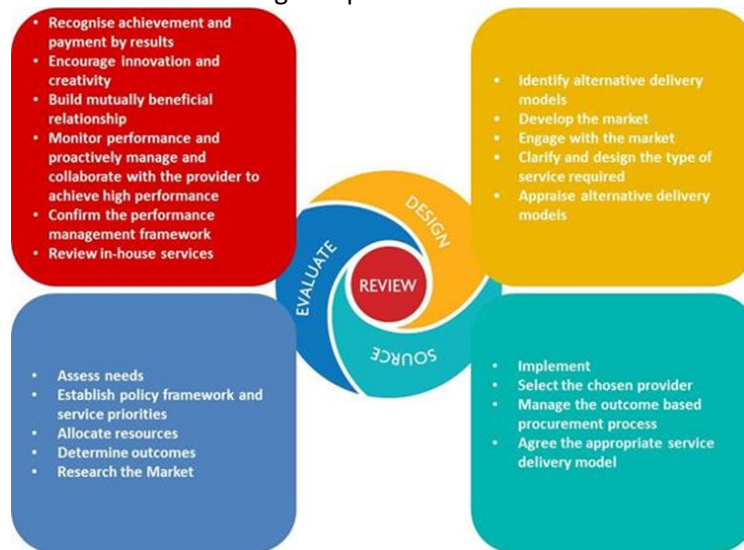 • Recognise achievement and
payment by results
• Encourage innovation and
creativity
• Build mutually beneficial
relationship
• Monitor performance and
proactively manage and
collaborate with the provider to
achieve high performance
• Confirm the performance
management framework
• Review in-house services
• Identify alternative delivery
models
• Develop the market
• Engage with the market
• Clarify and design the type of
service required
• Appraise alternative delivery
models
DESIGN
EVALUATE
REVIEW
SOURCE
• Assess needs
• Establish policy framework and
service priorities
• Allocate resources
• Determine outcomes
• Research the Market
• Implement
• Select the chosen provider
• Manage the outcome based
procurement process
• Agree the appropriate service
delivery model